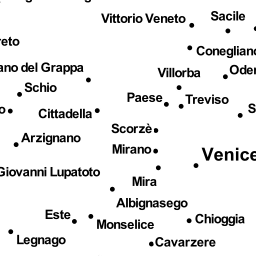 Vittorio Veneto
Sacile
reto
Conegliano
ano del Grappa
Oder
Villorba
Schio
Paese
Treviso
S
o
Cittadella
Scorzè
Arzignano
Mirano
Venice
Giovanni Lupatoto
Mira
Albignasego
Este
Monselice
Chioggia
Legnago
Cavarzere